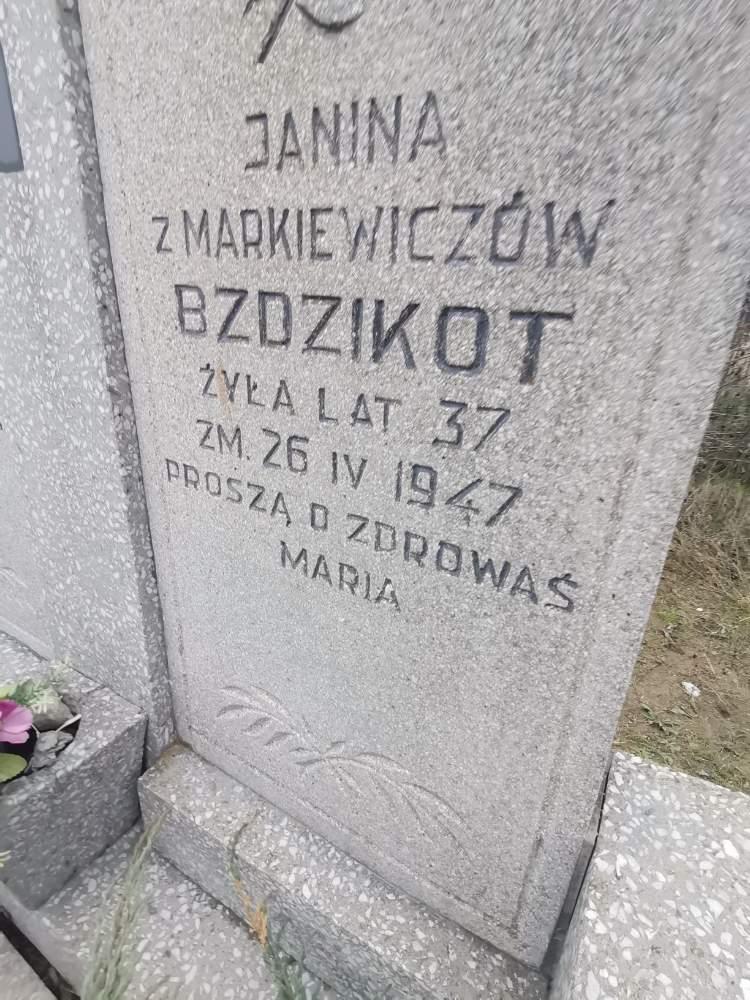 JANINA
Z MARKIEWICZÓW
BZDZIKOT
ŻYŁA LAT 37
ZM. 26 IV 1947
PROSZĄ O ZDROWAŚ
MARIA